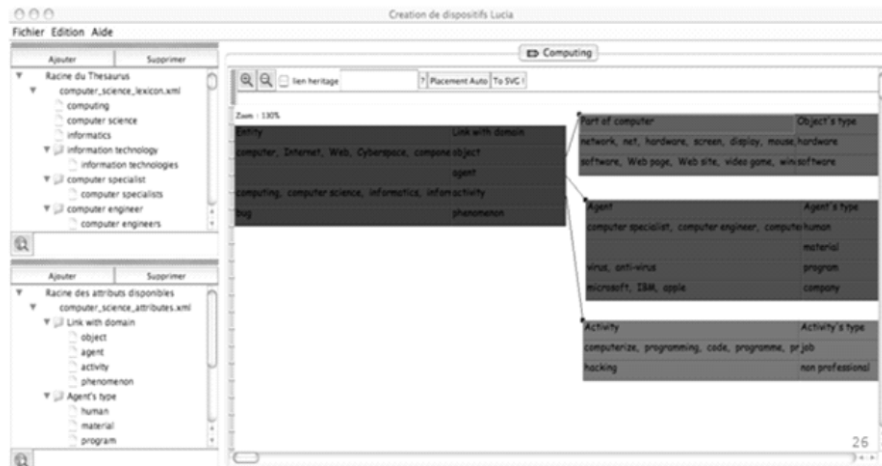 Creation de dispositifs Lucia
Fichier Edition Aide
Ajouter Supprimer
Racine du Thesaurus
computer_science_lexicon.xml
computing
computer science
informatics
information technology
information technologies
computer specialist
computer specialists
computer engineer
computer engineers
Ajouter Supprimer
Racine des attributs disponibles
computer_science_attributes.xml
Link with domain
object
agent
activity
phenomenon
Agent's type
human
material
program
Computing
lien heritage ? Placement Auto To SVG !
Zoom : 130%
Entity Link with domain
computer, Internet, Web, Cyberspace, compone object
agent
computing, computer science, informatics, infor activity
bug phenomenon
Part of computer Object's type
network, net, hardware, screen, display, mouse, hardware
software, Web page, Web site, video game, win software
Agent Agent's type
computer specialist, computer engineer, compute human
material
virus, anti-virus program
microsoft, IBM, apple company
Activity Activity's type
computerize, programming, code, programme, pr job
hacking non professional
26